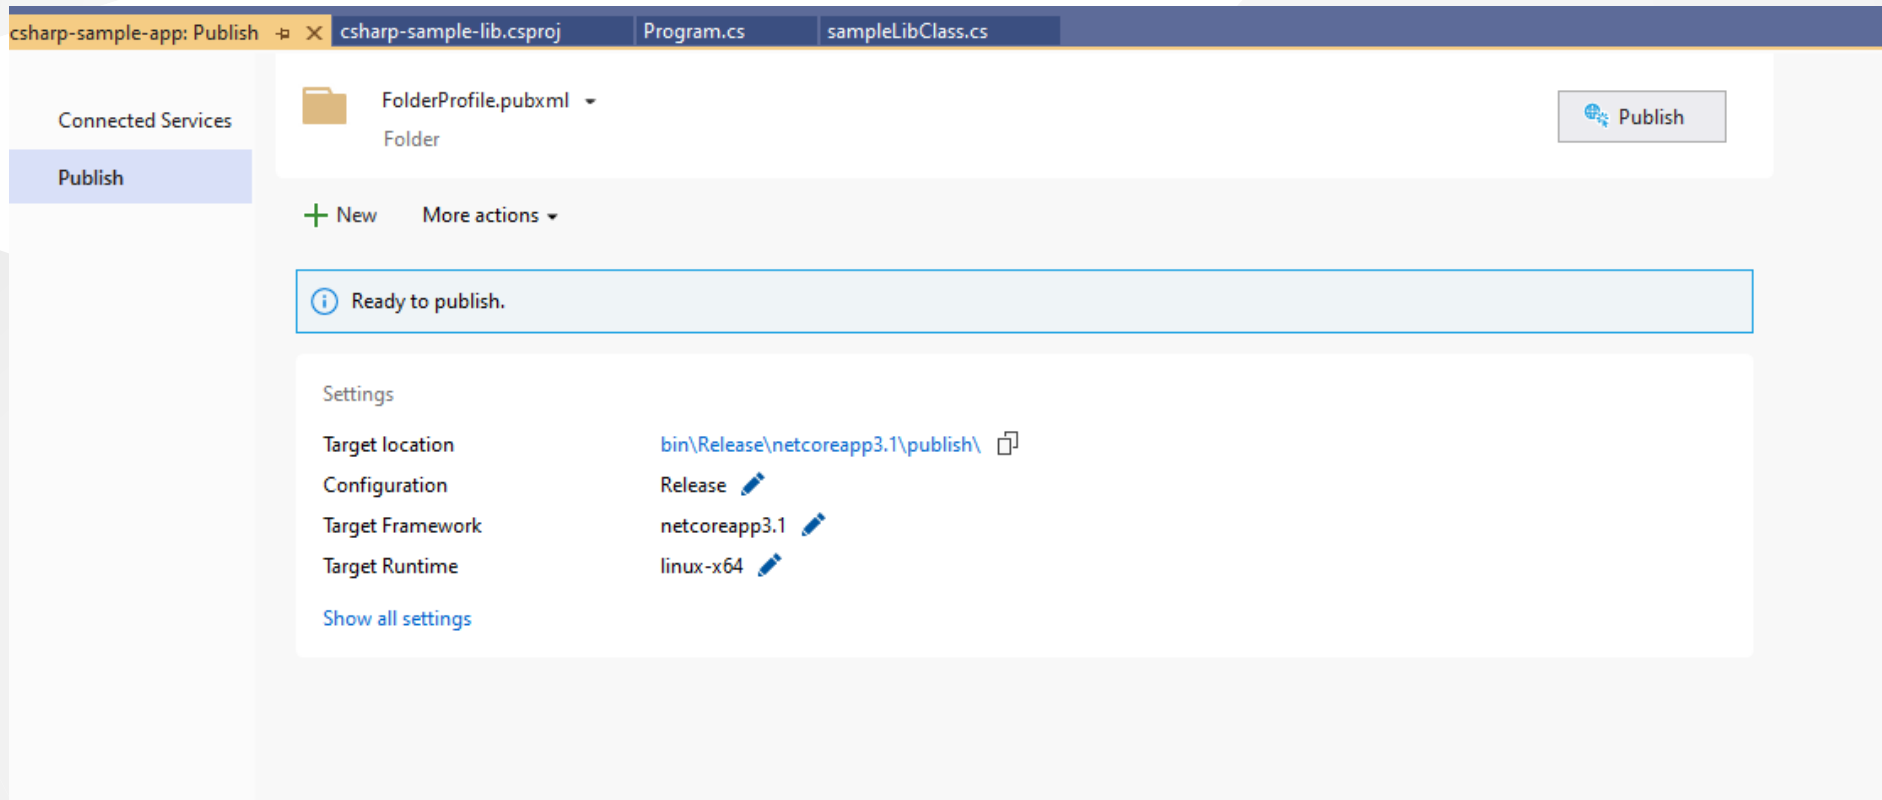 csharp-sample-app: Publish
csharp-sample-lib.csproj
Program.cs
sampleLibClass.cs
Connected Services
Publish
FolderProfile.pubxml
Folder
Publish
New
More actions
Ready to publish.
Settings
Target location bin\Release\netcoreapp3.1\publish\
Configuration Release
Target Framework netcoreapp3.1
Target Runtime linux-x64
Show all settings